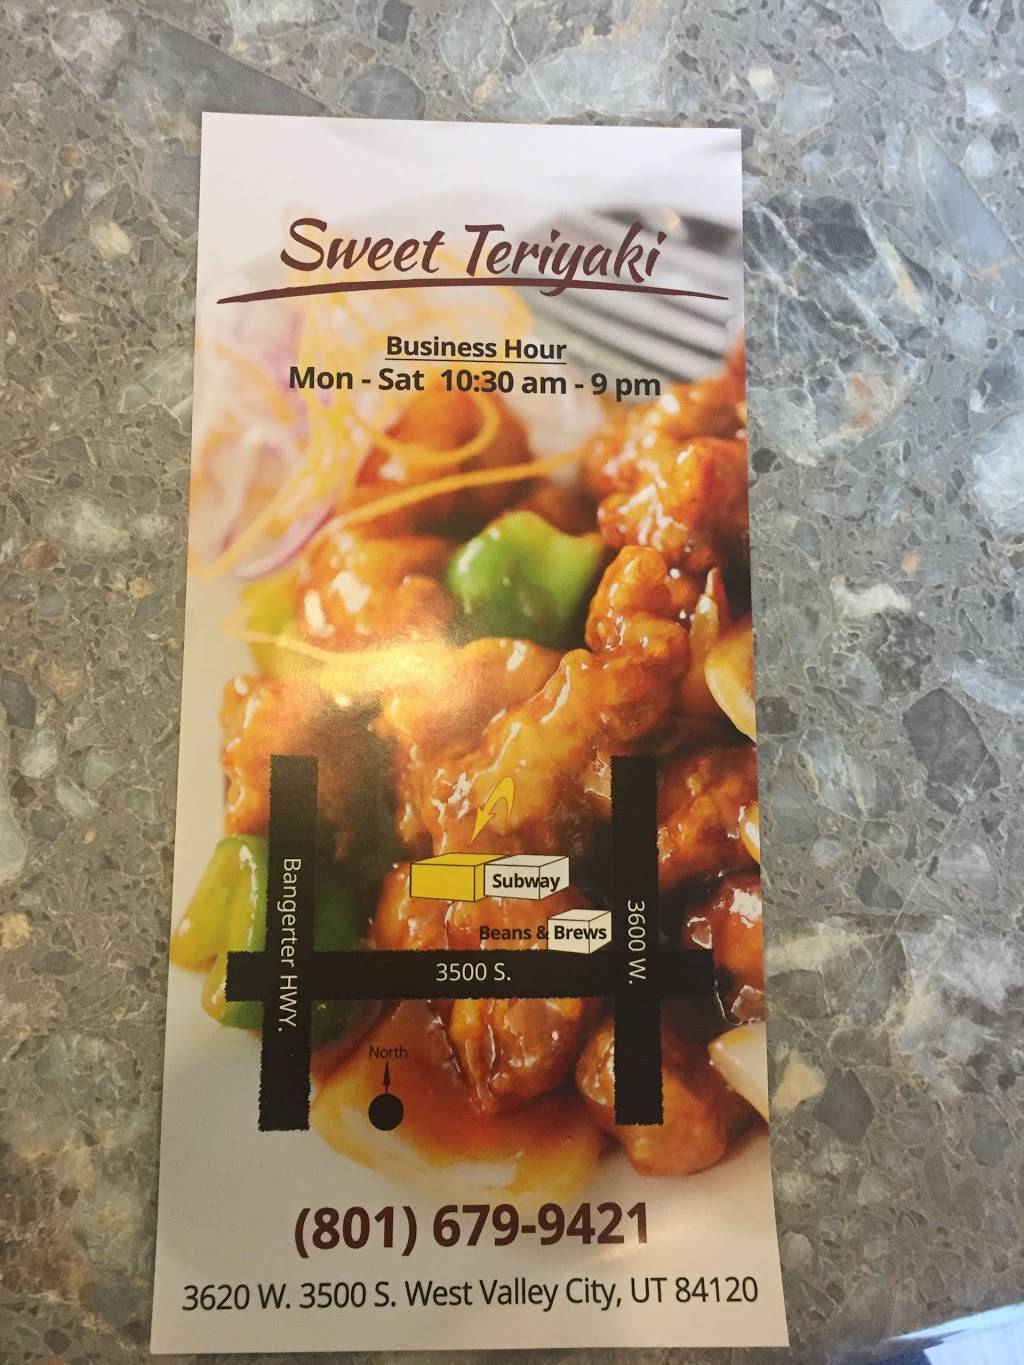 Sweet Teriyaki
Business Hour
Mon - Sat 10:30 am - 9 pm
Bangerter HWY.
Subway
Beans & Brews
3600 W.
3500 S.
North
(801) 679-9421
3620 W. 3500 S. West Valley City, UT 84120